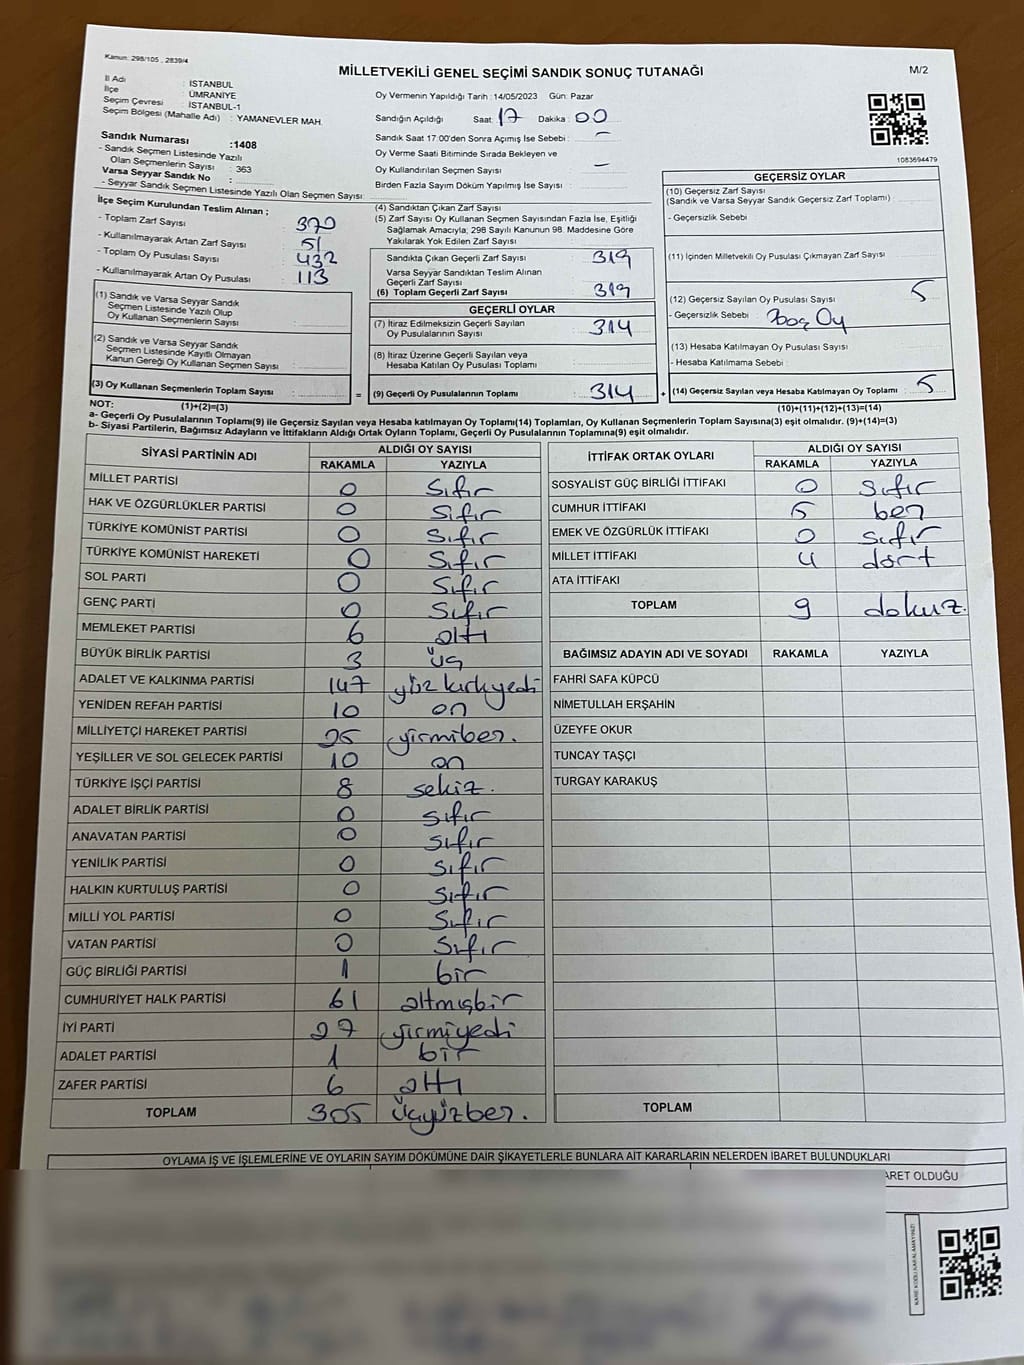 Kanun: 298/105 , 2839/4
MİLLETVEKİLİ GENEL SEÇİMİ SANDIK SONUÇ TUTANAĞI
M/2
İl Adı : İSTANBUL
İlçe : ÜMRANİYE
Seçim Çevresi : İSTANBUL-1
Seçim Bölgesi (Mahalle Adı) : YAMANEVLER MAH.
Sandık Numarası :1408
- Sandık Seçmen Listesinde Yazılı
Olan Seçmenlerin Sayısı : 363
Varsa Seyyar Sandık No :
- Seyyar Sandık Seçmen Listesinde Yazılı Olan Seçmen Sayısı :
Oy Vermenin Yapıldığı Tarih :14/05/2023 Gün: Pazar
Sandığın Açıldığı Saat : 17 Dakika : 00
Sandık Saat 17:00'den Sonra Açımış İse Sebebi : –
Oy Verme Saati Bitiminde Sırada Bekleyen ve
Oy Kullandırılan Seçmen Sayısı : –
Birden Fazla Sayım Döküm Yapılmış İse Sayısı :
1083694479
İlçe Seçim Kurulundan Teslim Alınan ;
- Toplam Zarf Sayısı : 370
- Kullanılmayarak Artan Zarf Sayısı : 51
- Toplam Oy Pusulası Sayısı : 432
- Kullanılmayarak Artan Oy Pusulası : 113
(1) Sandık ve Varsa Seyyar Sandık
Seçmen Listesinde Yazılı Olup
Oy Kullanan Seçmenlerin Sayısı :
(2) Sandık ve Varsa Seyyar Sandık
Seçmen Listesinde Kayıtlı Olmayan
Kanun Gereği Oy Kullanan Seçmen Sayısı :
(3) Oy Kullanan Seçmenlerin Toplam Sayısı :
=
(4) Sandıktan Çıkan Zarf Sayısı :
(5) Zarf Sayısı Oy Kullanan Seçmen Sayısından Fazla İse, Eşitliği
Sağlamak Amacıyla; 298 Sayılı Kanunun 98. Maddesine Göre
Yakılarak Yok Edilen Zarf Sayısı :
Sandıkta Çıkan Geçerli Zarf Sayısı : 319
Varsa Seyyar Sandıktan Teslim Alınan
Geçerli Zarf Sayısı :
(6) Toplam Geçerli Zarf Sayısı : 319
GEÇERLİ OYLAR
(7) İtiraz Edilmeksizin Geçerli Sayılan
Oy Pusulalarının Sayısı : 314
(8) İtiraz Üzerine Geçerli Sayılan veya
Hesaba Katılan Oy Pusulası Toplamı :
(9) Geçerli Oy Pusulalarının Toplamı : 314
+
GEÇERSİZ OYLAR
(10) Geçersiz Zarf Sayısı
(Sandık ve Varsa Seyyar Sandık Geçersiz Zarf Toplamı) :
- Geçersizlik Sebebi :
(11) İçinden Milletvekili Oy Pusulası Çıkmayan Zarf Sayısı :
(12) Geçersiz Sayılan Oy Pusulası Sayısı : 5
- Geçersizlik Sebebi : Boş Oy
(13) Hesaba Katılmayan Oy Pusulası Sayısı :
- Hesaba Katılmama Sebebi :
(14) Geçersiz Sayılan veya Hesaba Katılmayan Oy Toplamı : 5
NOT: (1)+(2)=(3) (10)+(11)+(12)+(13)=(14)
a- Geçerli Oy Pusulalarının Toplamı(9) ile Geçersiz Sayılan veya Hesaba katılmayan Oy Toplamı(14) Toplamları, Oy Kullanan Seçmenlerin Toplam Sayısına(3) eşit olmalıdır. (9)+(14)=(3)
b- Siyasi Partilerin, Bağımsız Adayların ve İttifakların Aldığı Ortak Oyların Toplamı, Geçerli Oy Pusulalarının Toplamına(9) eşit olmalıdır.
SİYASİ PARTİNİN ADI ALDIĞI OY SAYISI
RAKAMLA YAZIYLA
MİLLET PARTİSİ 0 Sıfır
HAK VE ÖZGÜRLÜKLER PARTİSİ 0 Sıfır
TÜRKİYE KOMÜNİST PARTİSİ 0 Sıfır
TÜRKİYE KOMÜNİST HAREKETİ 0 Sıfır
SOL PARTİ 0 Sıfır
GENÇ PARTİ 0 Sıfır
MEMLEKET PARTİSİ 6 altı
BÜYÜK BİRLİK PARTİSİ 3 üç
ADALET VE KALKINMA PARTİSİ 147 yüz kırkyedi
YENİDEN REFAH PARTİSİ 10 on
MİLLİYETÇİ HAREKET PARTİSİ 25 yirmibeş.
YEŞİLLER VE SOL GELECEK PARTİSİ 10 on
TÜRKİYE İŞÇİ PARTİSİ 8 sekiz.
ADALET BİRLİK PARTİSİ 0 sıfır
ANAVATAN PARTİSİ 0 sıfır
YENİLİK PARTİSİ 0 sıfır
HALKIN KURTULUŞ PARTİSİ 0 sıfır
MİLLİ YOL PARTİSİ 0 Sıfır
VATAN PARTİSİ 0 Sıfır
GÜÇ BİRLİĞİ PARTİSİ 1 bir
CUMHURİYET HALK PARTİSİ 61 altmışbir
İYİ PARTİ 27 yirmiyedi
ADALET PARTİSİ 1 bir
ZAFER PARTİSİ 6 altı
TOPLAM 305 üçyüzbeş.
İTTİFAK ORTAK OYLARI ALDIĞI OY SAYISI
RAKAMLA YAZIYLA
SOSYALİST GÜÇ BİRLİĞİ İTTİFAKI 0 sıfır
CUMHUR İTTİFAKI 5 beş
EMEK VE ÖZGÜRLÜK İTTİFAKI 0 sıfır
MİLLET İTTİFAKI 4 dört
ATA İTTİFAKI
TOPLAM 9 dokuz.
BAĞIMSIZ ADAYIN ADI VE SOYADI RAKAMLA YAZIYLA
FAHRİ SAFA KÜPCÜ
NİMETULLAH ERŞAHİN
ÜZEYFE OKUR
TUNCAY TAŞÇI
TURGAY KARAKUŞ
TOPLAM
OYLAMA İŞ VE İŞLEMLERİNE VE OYLARIN SAYIM DÖKÜMÜNE DAİR ŞİKAYETLERLE BUNLARA AİT KARARLARIN NELERDEN İBARET BULUNDUKLARI
ARET OLDUĞU
KARE KODU KARALAMAYINIZ!